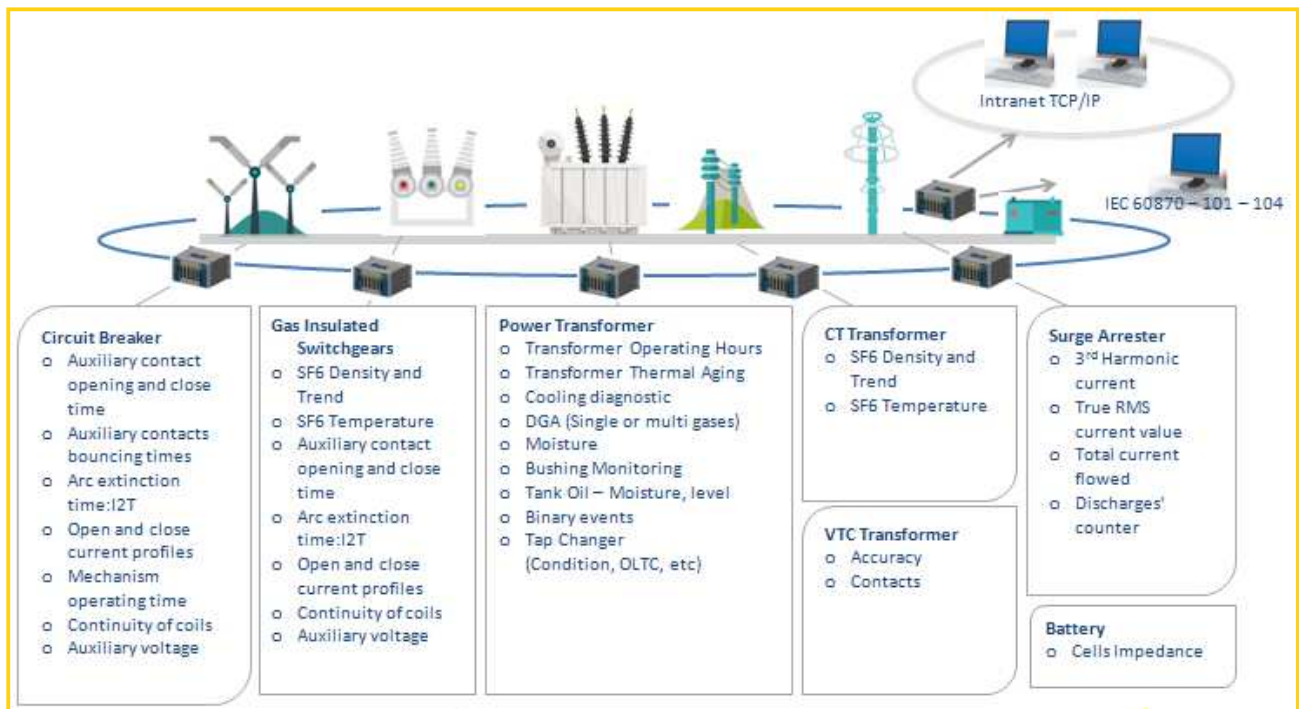 Intranet TCP/IP
IEC 60870 – 101 – 104
Circuit Breaker
o Auxiliary contact
opening and close
time
o Auxiliary contacts
bouncing times
o Arc extinction
time:I2T
o Open and close
current profiles
o Mechanism
operating time
o Continuity of coils
o Auxiliary voltage
Gas Insulated
Switchgears
o SF6 Density and
Trend
o SF6 Temperature
o Auxiliary contact
opening and close
time
o Arc extinction
time:I2T
o Open and close
current profiles
o Continuity of coils
o Auxiliary voltage
Power Transformer
o Transformer Operating Hours
o Transformer Thermal Aging
o Cooling diagnostic
o DGA (Single or multi gases)
o Moisture
o Bushing Monitoring
o Tank Oil – Moisture, level
o Binary events
o Tap Changer
(Condition, OLTC, etc)
CT Transformer
o SF6 Density and
Trend
o SF6 Temperature
VTC Transformer
o Accuracy
o Contacts
Surge Arrester
o 3rd Harmonic
current
o True RMS
current value
o Total current
flowed
o Discharges'
counter
Battery
o Cells Impedance